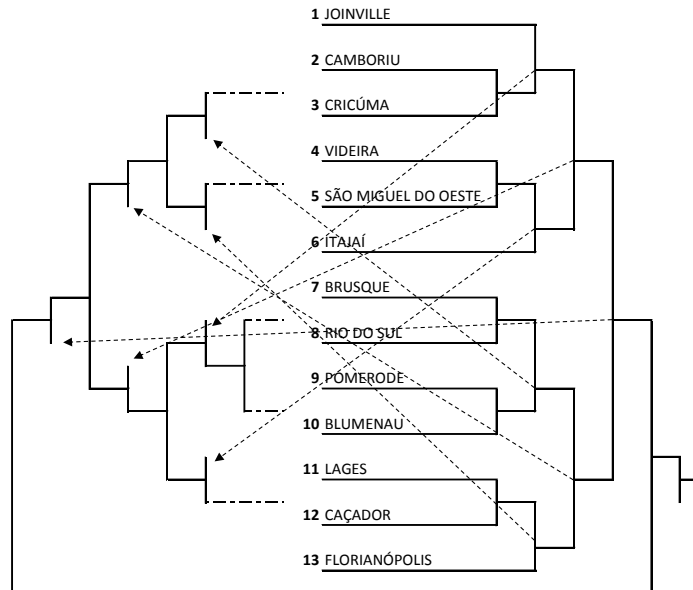 1 JOINVILLE
2 CAMBORIU
3 CRICÚMA
4 VIDEIRA
5 SÃO MIGUEL DO OESTE
6 ITAJAÍ
7 BRUSQUE
8 RIO DO SUL
9 POMERODE
10 BLUMENAU
11 LAGES
12 CAÇADOR
13 FLORIANÓPOLIS